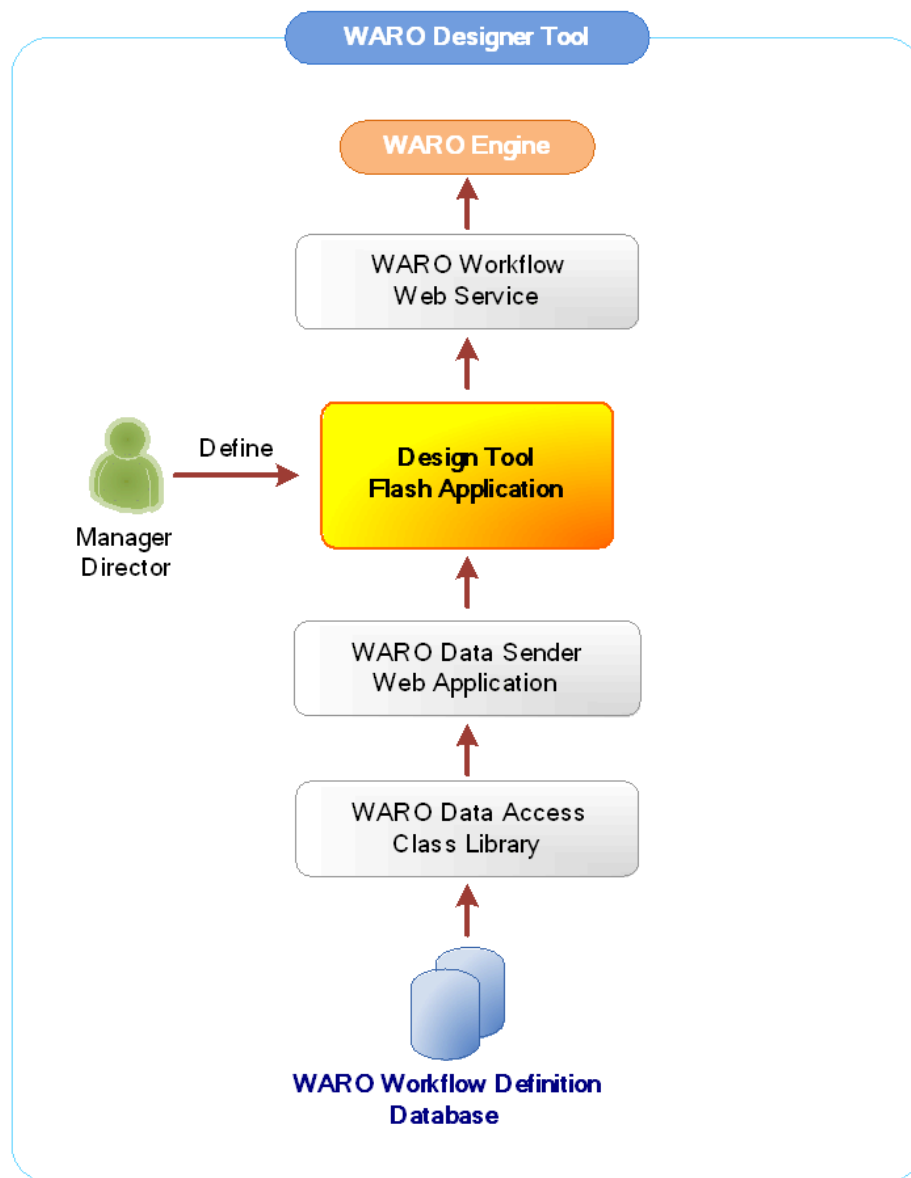 WARO Designer Tool
WARO Engine
WARO Workflow
Web Service
Define
Design Tool
Flash Application
Manager
Director
WARO Data Sender
Web Application
WARO Data Access
Class Library
WARO Workflow Definition
Database